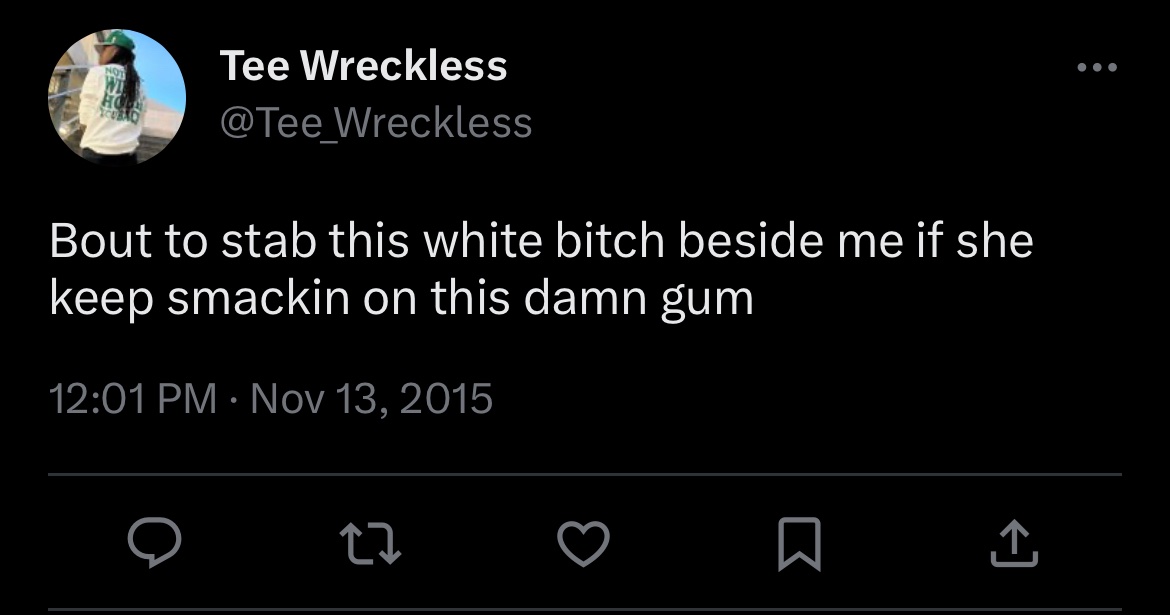 Tee Wreckless
@Tee_Wreckless
Bout to stab this white bitch beside me if she
keep smackin on this damn gum
12:01 PM · Nov 13, 2015